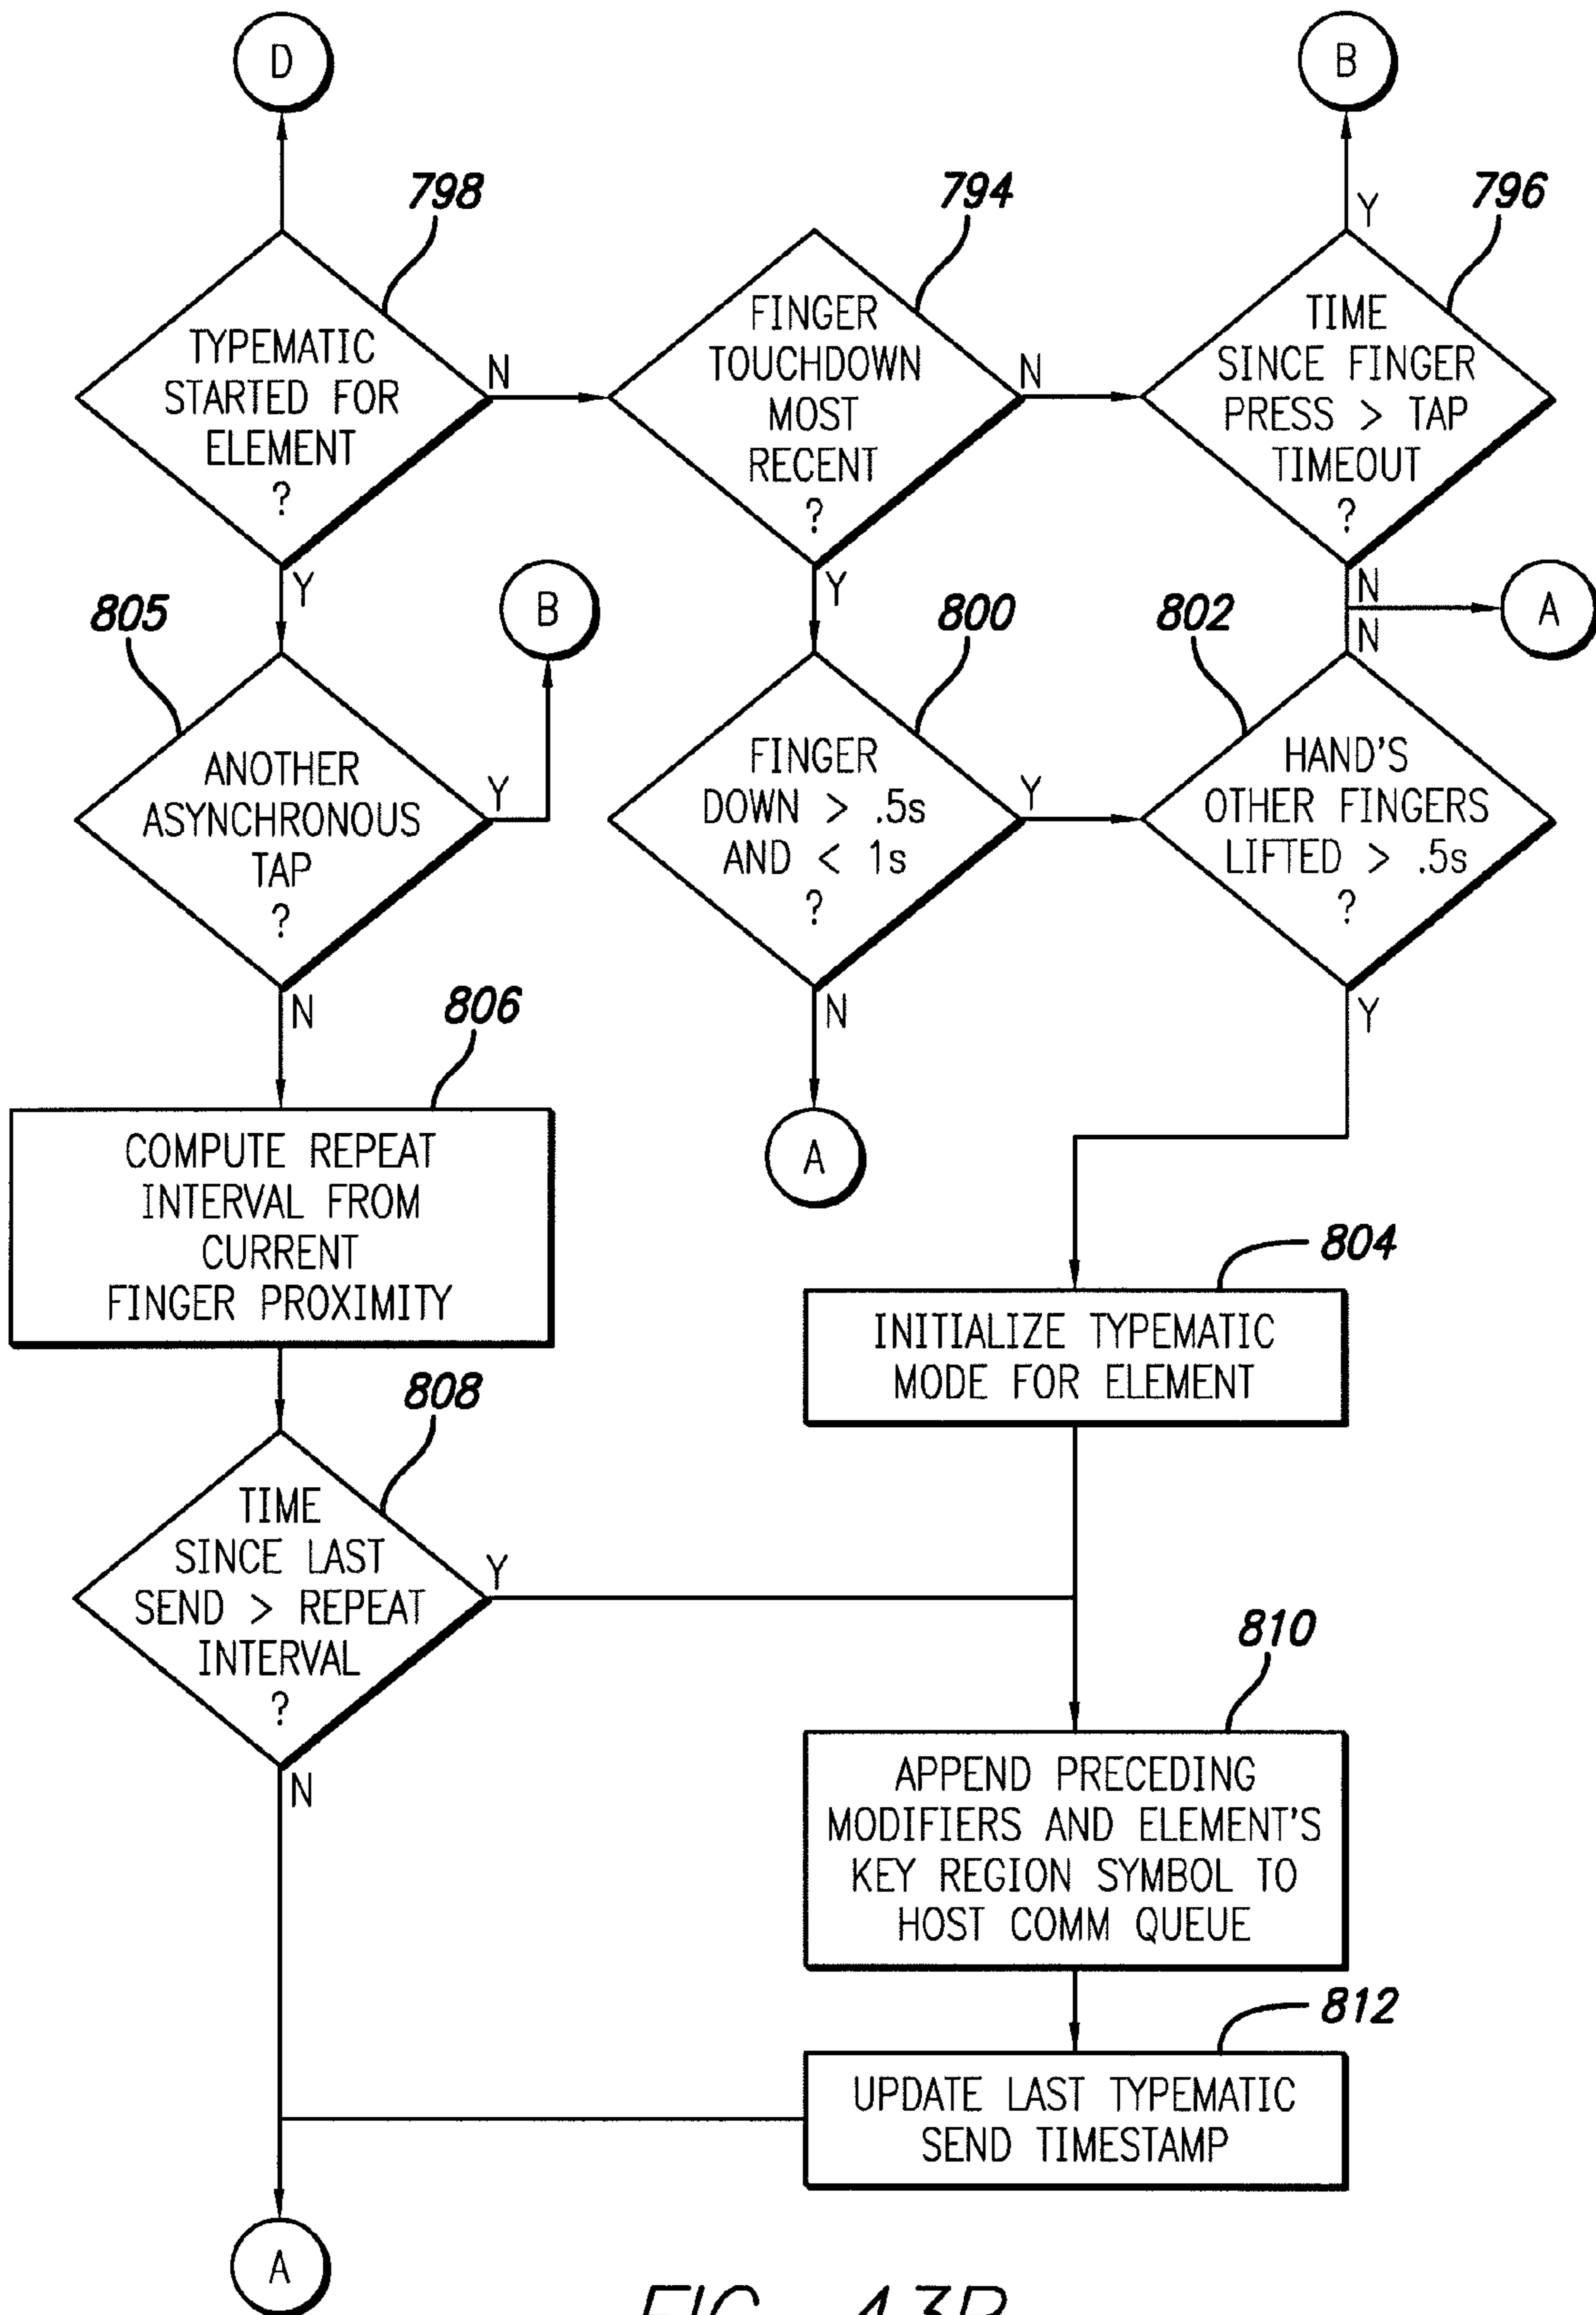 D
B
798
794
796
TYPEMATIC
STARTED FOR
ELEMENT
?
N
FINGER
TOUCHDOWN
MOST
RECENT
?
N
Y
TIME
SINCE FINGER
PRESS > TAP
TIMEOUT
?
Y
Y
N
A
N
805
B
800
802
ANOTHER
ASYNCHRONOUS
TAP
?
Y
FINGER
DOWN > .5s
AND < 1s
?
Y
HAND'S
OTHER FINGERS
LIFTED > .5s
?
N
N
Y
806
A
COMPUTE REPEAT
INTERVAL FROM
CURRENT
FINGER PROXIMITY
804
INITIALIZE TYPEMATIC
MODE FOR ELEMENT
808
TIME
SINCE LAST
SEND > REPEAT
INTERVAL
?
Y
N
810
APPEND PRECEDING
MODIFIERS AND ELEMENT'S
KEY REGION SYMBOL TO
HOST COMM QUEUE
812
UPDATE LAST TYPEMATIC
SEND TIMESTAMP
A
FIG. 43B